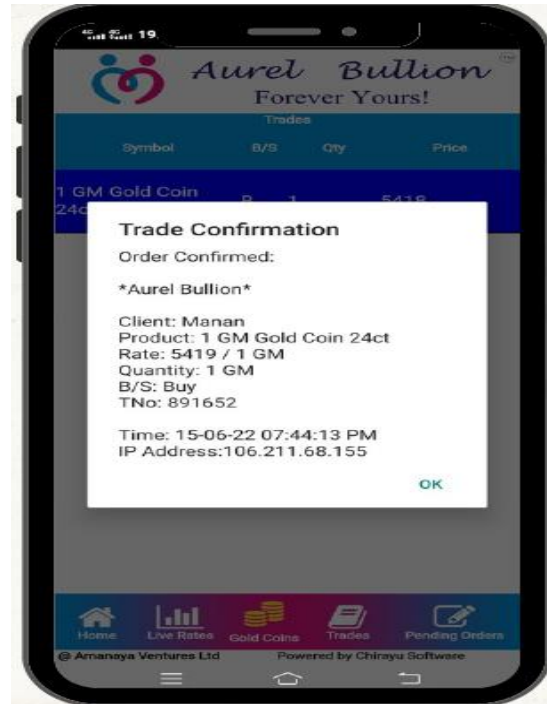 19
Aurel Bullion
Forever Yours!
Trades
Symbol B/S Qty Price
1 GM Gold Coin
Trade Confirmation
Order Confirmed:
*Aurel Bullion*
Client: Manan
Product: 1 GM Gold Coin 24ct
Rate: 5419 / 1 GM
Quantity: 1 GM
B/S: Buy
TNo: 891652
Time: 15-06-22 07:44:13 PM
IP Address:106.211.68.155
OK
Home Live Rates Gold Coins Trades Pending Orders
@ Amanaya Ventures Ltd Powered by Chirayu Software